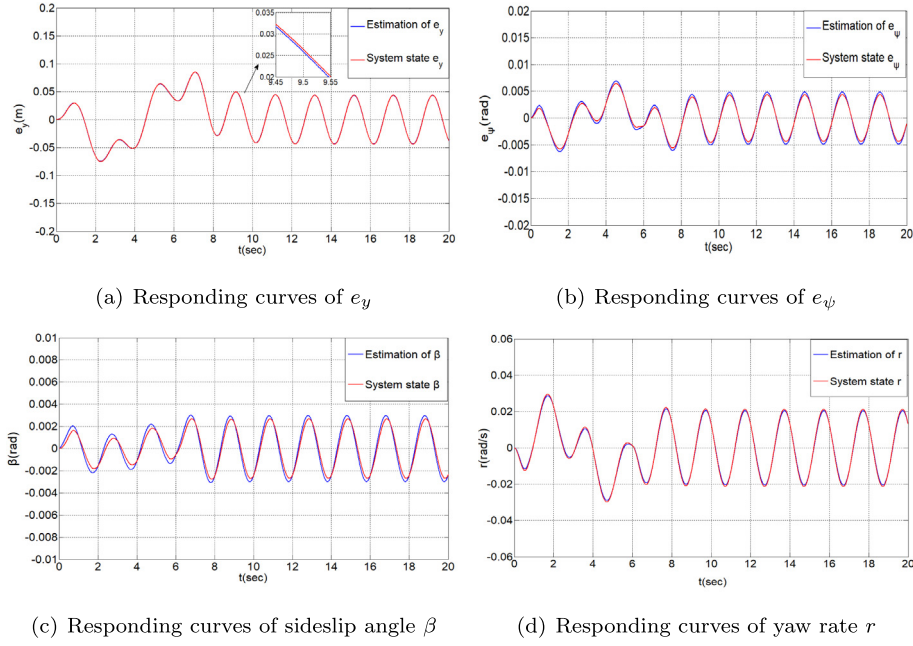 0.2
0.15
0.1
0.05
0
-0.05
-0.1
-0.15
-0.2
e_y(m)
0 2 4 6 8 10 12 14 16 18 20
t(sec)
0.035
0.03
0.025
0.02
9.45 9.5 9.55
Estimation of e_y
System state e_y
(a) Responding curves of e_y
0.02
0.015
0.01
0.005
0
-0.005
-0.01
-0.015
-0.02
e_ψ(rad)
0 2 4 6 8 10 12 14 16 18 20
t(sec)
Estimation of e_ψ
System state e_ψ
(b) Responding curves of e_ψ
0.01
0.008
0.006
0.004
0.002
0
-0.002
-0.004
-0.006
-0.008
-0.01
β(rad)
0 2 4 6 8 10 12 14 16 18 20
t(sec)
Estimation of β
System state β
(c) Responding curves of sideslip angle β
0.06
0.04
0.02
0
-0.02
-0.04
-0.06
r(rad/s)
0 2 4 6 8 10 12 14 16 18 20
t(sec)
Estimation of r
System state r
(d) Responding curves of yaw rate r